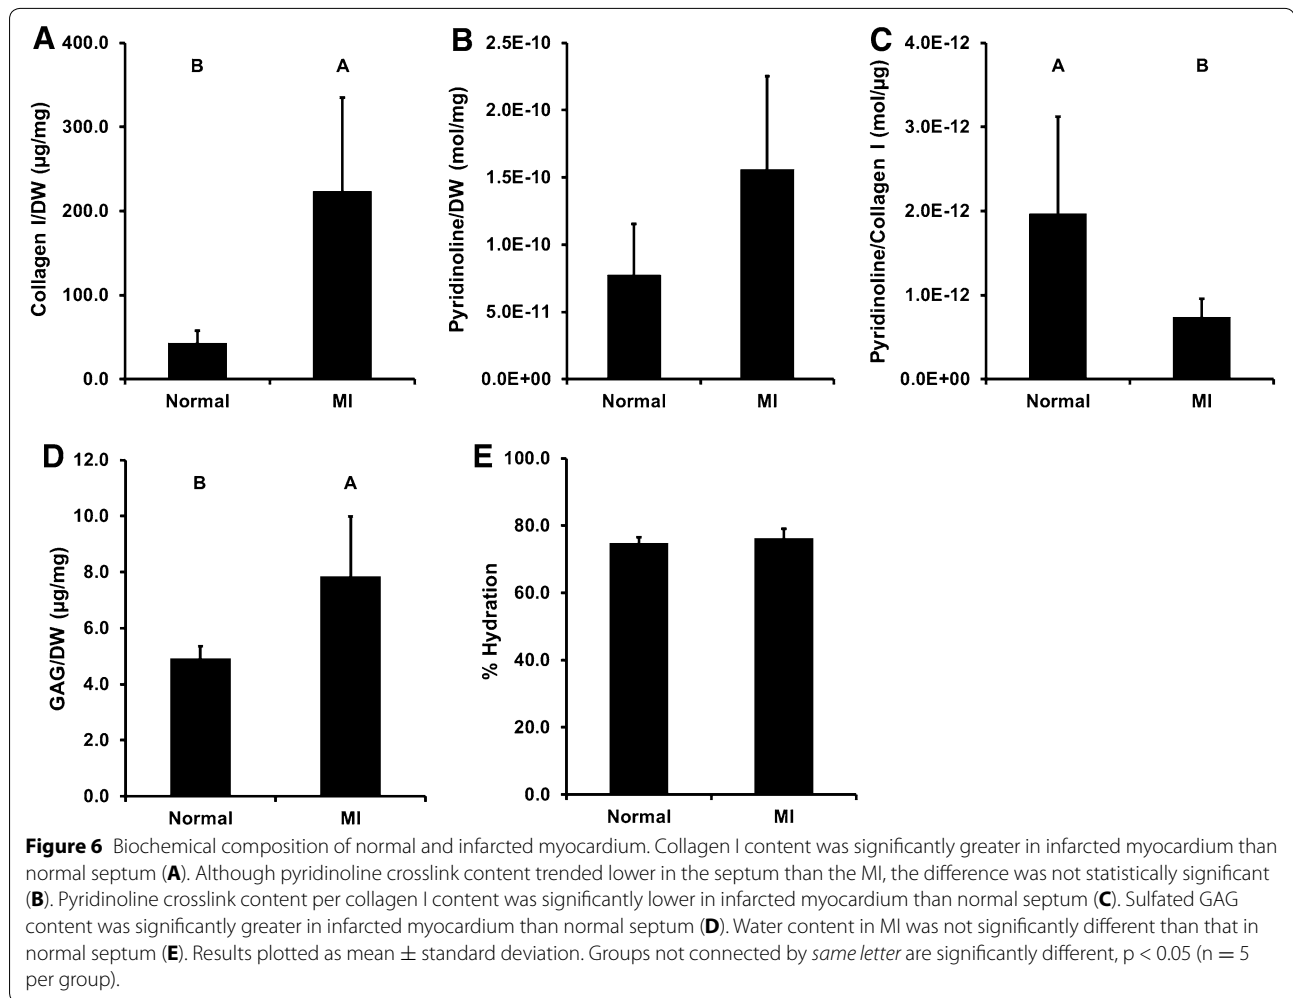 A
400.0
300.0
200.0
100.0
0.0
Collagen I/DW (µg/mg)
B
A
Normal
MI
B
2.5E-10
2.0E-10
1.5E-10
1.0E-10
5.0E-11
0.0E+00
Pyridinoline/DW (mol/mg)
Normal
MI
C
4.0E-12
3.0E-12
2.0E-12
1.0E-12
0.0E+00
Pyridinoline/Collagen I (mol/µg)
A
B
Normal
MI
D
12.0
10.0
8.0
6.0
4.0
2.0
0.0
GAG/DW (µg/mg)
B
A
Normal
MI
E
100.0
80.0
60.0
40.0
20.0
0.0
% Hydration
Normal
MI
Figure 6 Biochemical composition of normal and infarcted myocardium. Collagen I content was significantly greater in infarcted myocardium than
normal septum (A). Although pyridinoline crosslink content trended lower in the septum than the MI, the difference was not statistically significant
(B). Pyridinoline crosslink content per collagen I content was significantly lower in infarcted myocardium than normal septum (C). Sulfated GAG
content was significantly greater in infarcted myocardium than normal septum (D). Water content in MI was not significantly different than that in
normal septum (E). Results plotted as mean ± standard deviation. Groups not connected by same letter are significantly different, p < 0.05 (n = 5
per group).